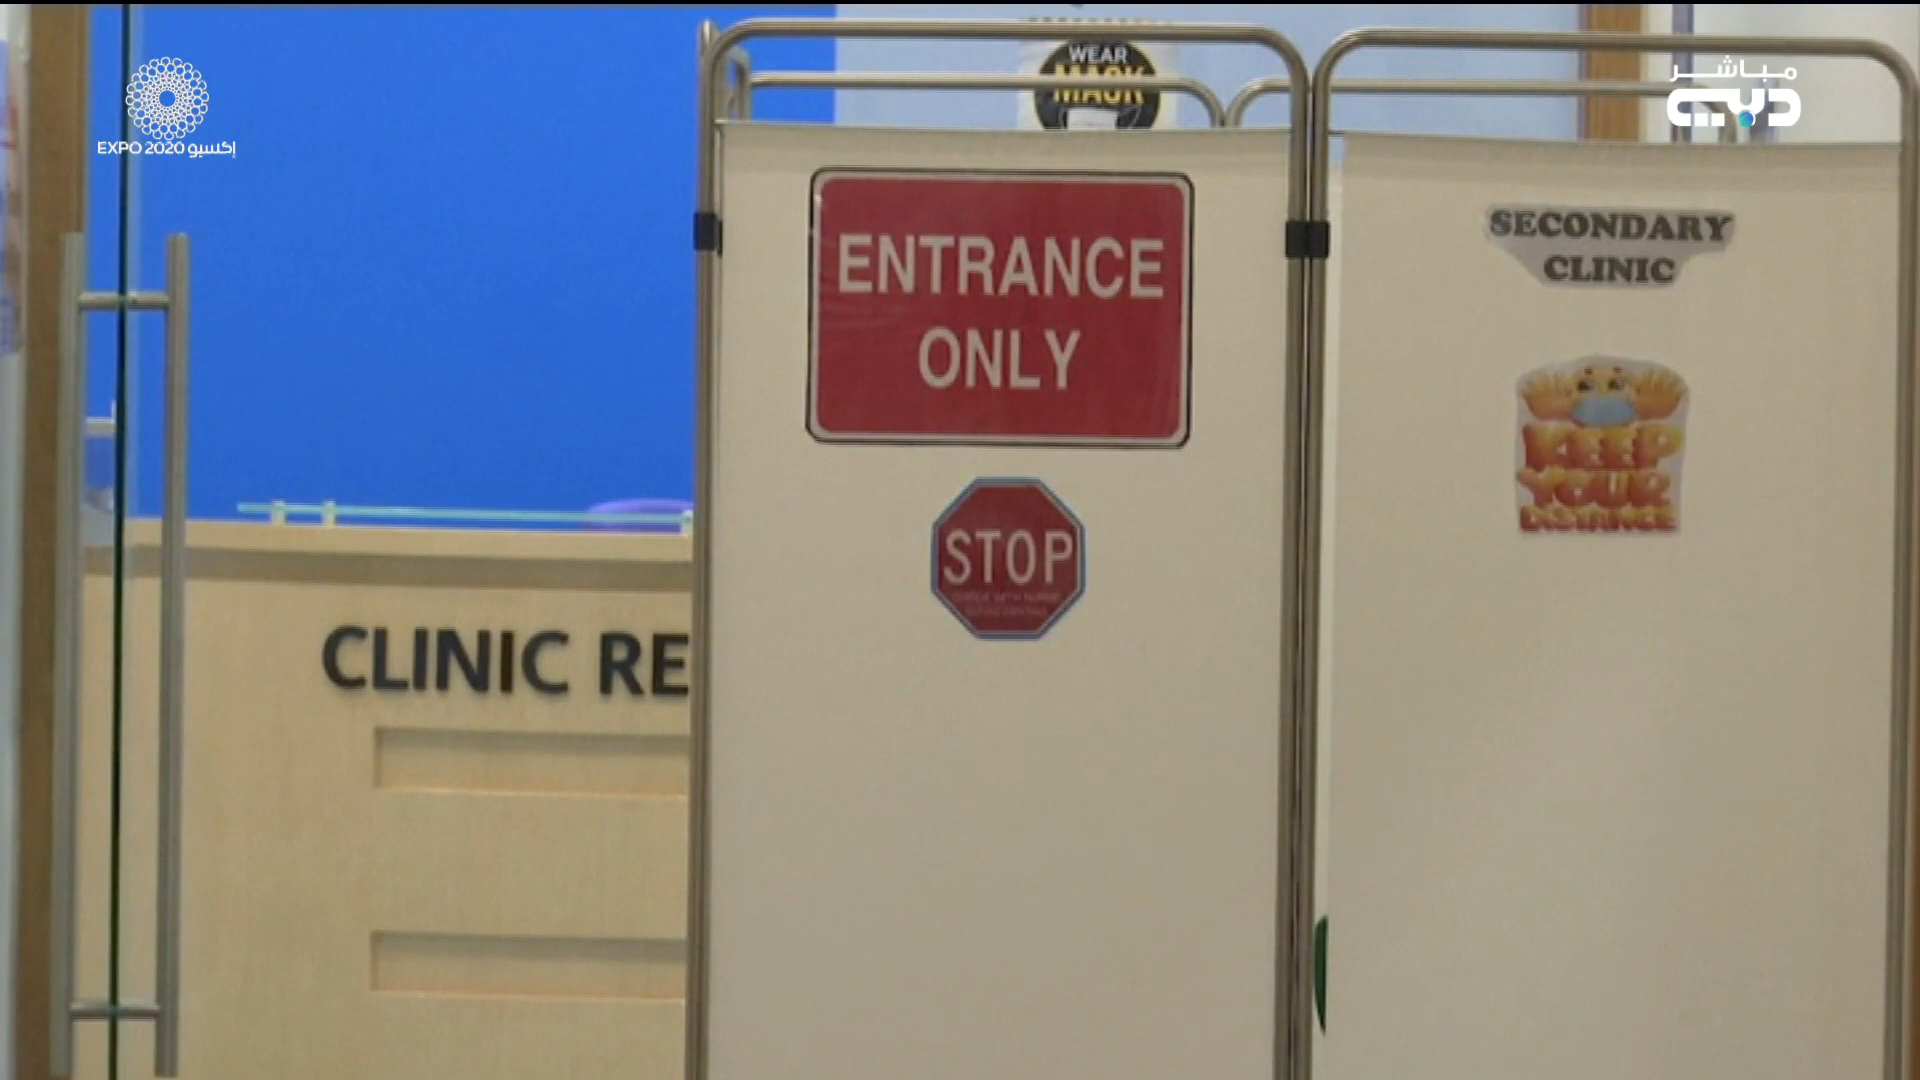 EXPO 2020 إكسبو
مباشر
دبي
WEAR
MASK
ENTRANCE
ONLY
SECONDARY
CLINIC
STOP
KEEP
YOUR
DISTANCE
CLINIC RE